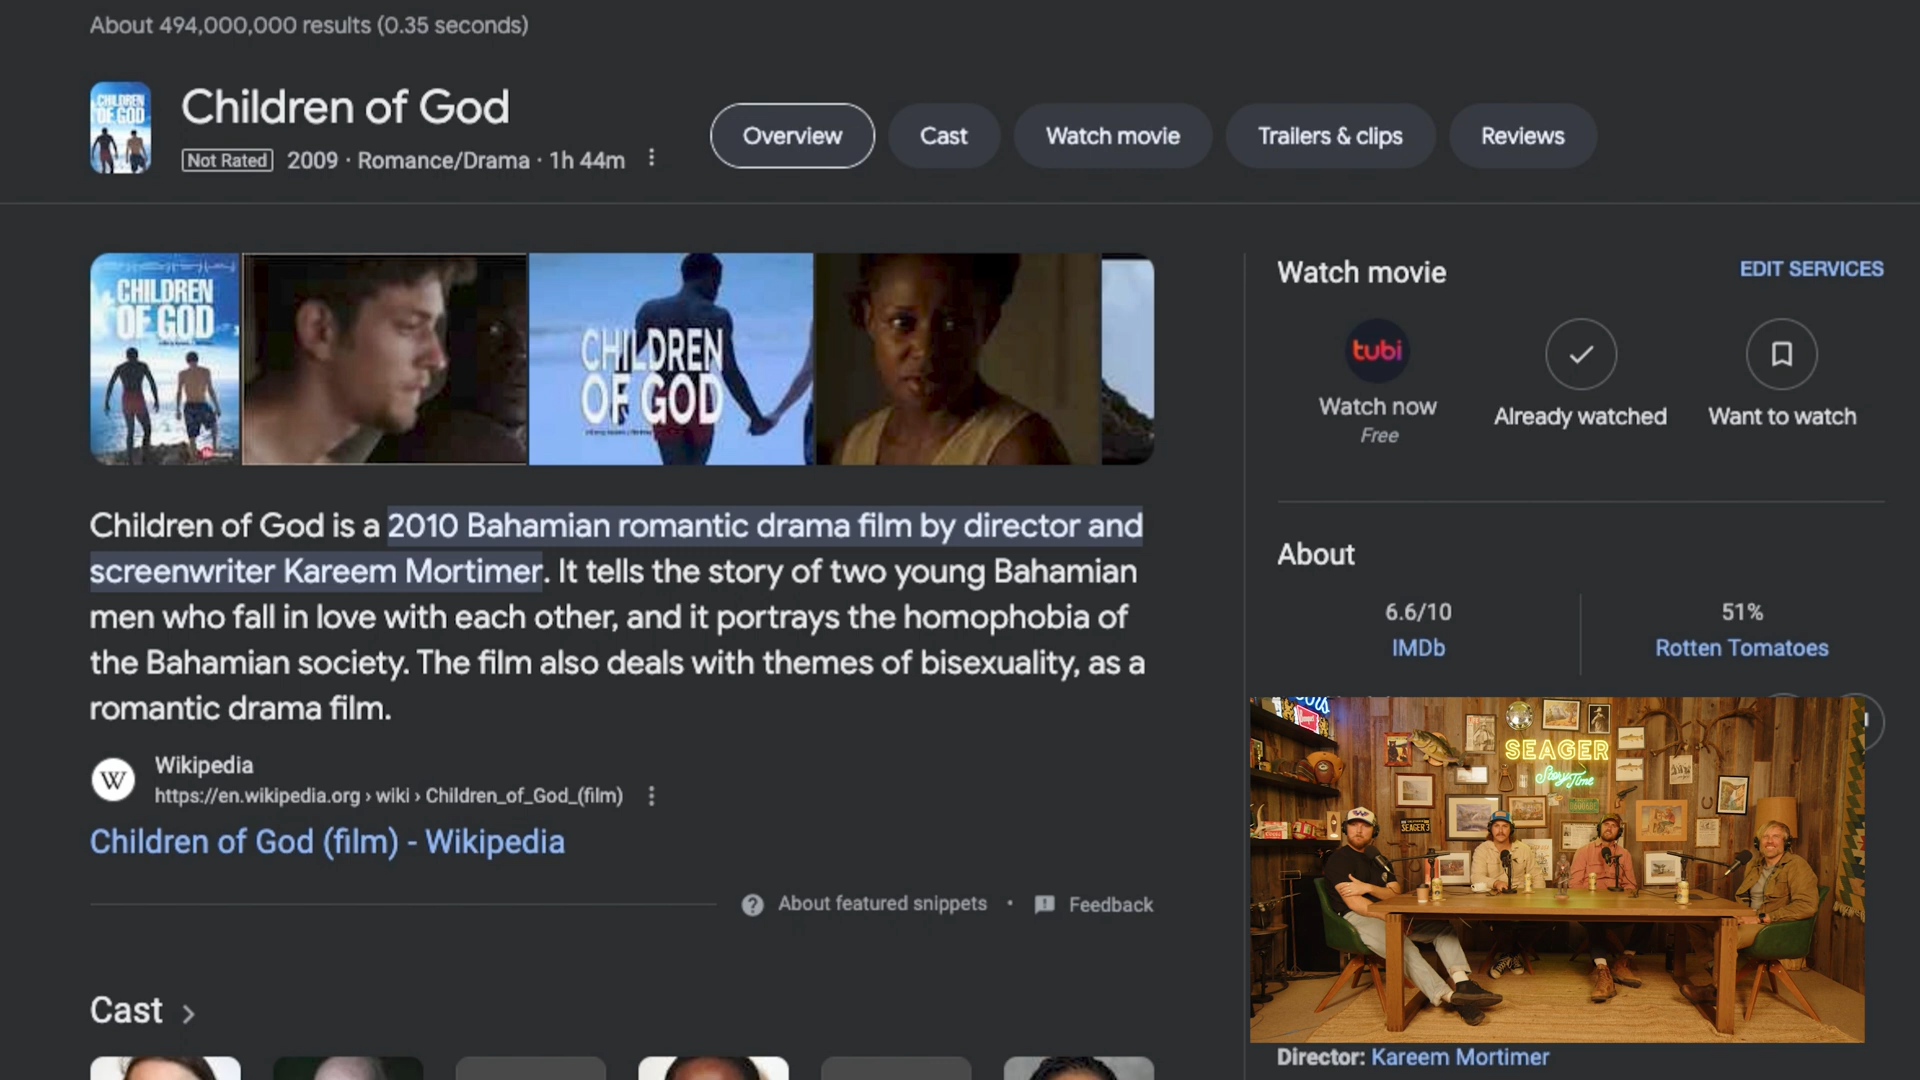 About 494,000,000 results (0.35 seconds)
CHILDREN
OF GOD
Children of God
Not Rated 2009 · Romance/Drama · 1h 44m
Overview
Cast
Watch movie
Trailers & clips
Reviews
CHILDREN
OF GOD
CHILDREN
OF GOD
Children of God is a 2010 Bahamian romantic drama film by director and
screenwriter Kareem Mortimer. It tells the story of two young Bahamian
men who fall in love with each other, and it portrays the homophobia of
the Bahamian society. The film also deals with themes of bisexuality, as a
romantic drama film.
W
Wikipedia
https://en.wikipedia.org › wiki › Children_of_God_(film)
Children of God (film) - Wikipedia
About featured snippets • Feedback
Cast
Watch movie
EDIT SERVICES
tubi
Watch now
Free
Already watched
Want to watch
About
6.6/10
IMDb
51%
Rotten Tomatoes
SEAGER
Story Time
SEAGER
Director: Kareem Mortimer